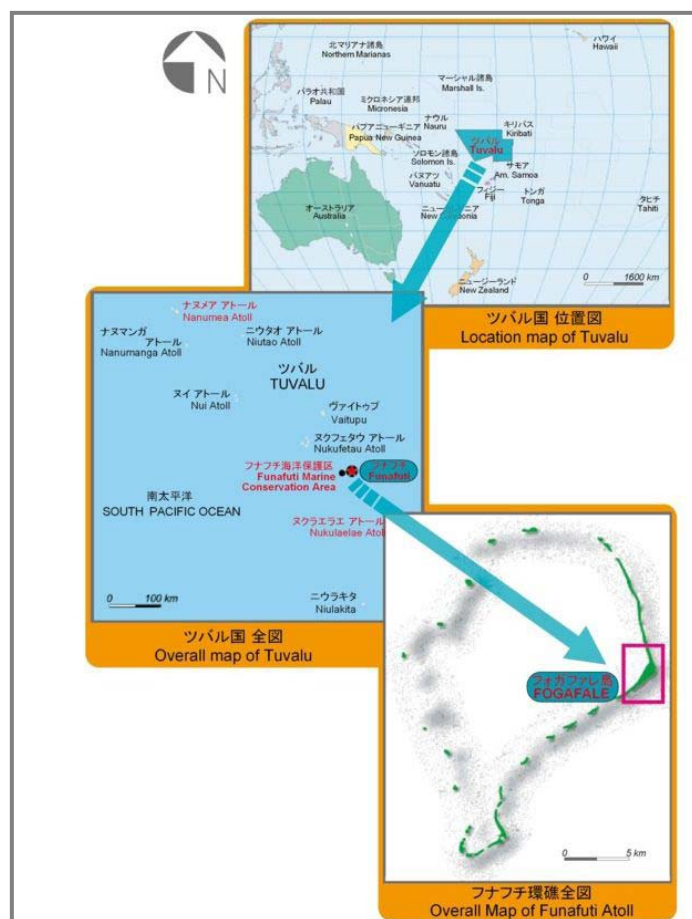 N
ハワイ
Hawaii
北マリアナ諸島
Northern Marianas
マーシャル諸島
Marshall Is.
パラオ共和国
Palau
ミクロネシア連邦
Micronesia
ナウル
Nauru
キリバス
Kiribati
パプアニューギニア
Papua New Guinea
ツバル
Tuvalu
ソロモン諸島
Solomon Is.
サモア
Am. Samoa
バヌアツ
Vanuatu
フィジー
Fiji
トンガ
Tonga
タヒチ
Tahiti
オーストラリア
Australia
New Caledonia
ニュージーランド
New Zealand
0 1600 km
ツバル国 位置図
Location map of Tuvalu
ナヌメア アトール
Nanumea Atoll
ナヌマンガ
アトール
Nanumanga Atoll
ニウタオ アトール
Niutao Atoll
ツバル
TUVALU
ヌイ アトール
Nui Atoll
ヴァイトゥプ
Vaitupu
ヌクフェタウ アトール
Nukufetau Atoll
フナフチ海洋保護区
Funafuti Marine
Conservation Area
フナフチ
Funafuti
南太平洋
SOUTH PACIFIC OCEAN
ヌクラエラエ アトール
Nukulaelae Atoll
0 100 km
ニウラキタ
Niulakita
ツバル国 全図
Overall map of Tuvalu
フォガファレ島
FOGAFALE
0 5 km
フナフチ環礁全図
Overall Map of Funafuti Atoll